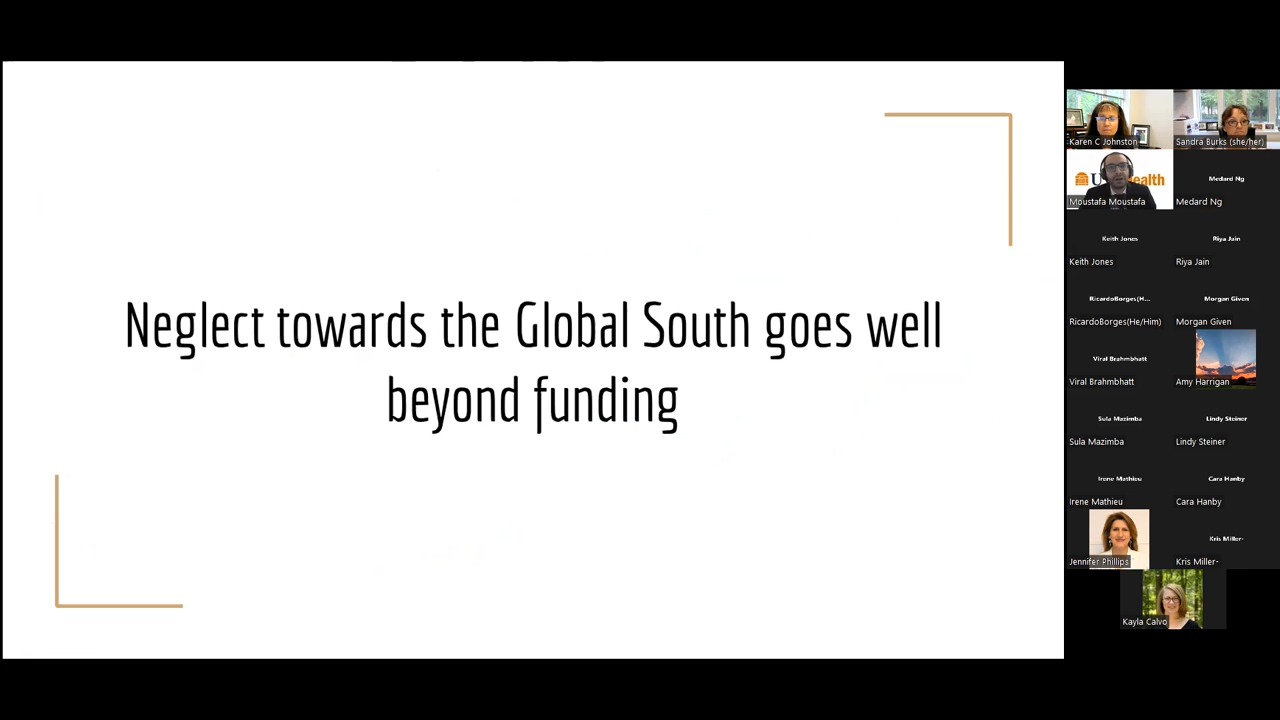 Neglect towards the Global South goes well
beyond funding
Karen C Johnston
Sandra Burks (she/her)
Moustafa Moustafa
Medard Ng
Medard Ng
Keith Jones
Keith Jones
Riya Jain
Riya Jain
RicardoBorges(H...
RicardoBorges(He/Him)
Morgan Given
Morgan Given
Viral Brahmbhatt
Viral Brahmbhatt
Amy Harrigan
Sula Mazimba
Sula Mazimba
Lindy Steiner
Lindy Steiner
Irene Mathieu
Irene Mathieu
Cara Hanby
Cara Hanby
Jennifer Phillips
Kris Miller-
Kris Miller-
Kayla Calvo